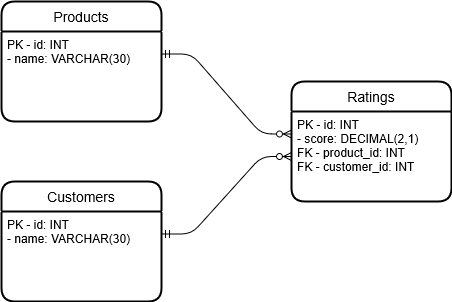 Products
PK - id: INT
- name: VARCHAR(30)
Ratings
PK - id: INT
- score: DECIMAL(2,1)
FK - product_id: INT
FK - customer_id: INT
Customers
PK - id: INT
- name: VARCHAR(30)